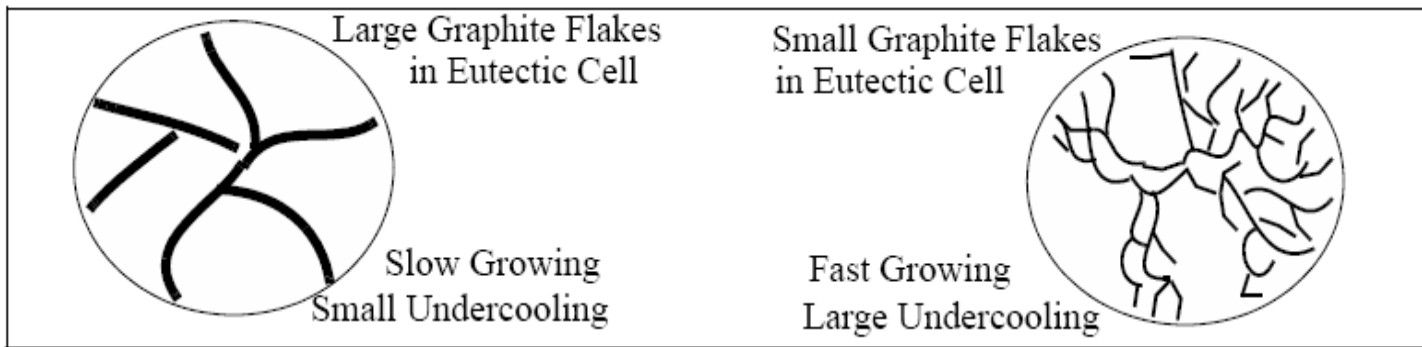 Large Graphite Flakes
in Eutectic Cell
Slow Growing
Small Undercooling
Small Graphite Flakes
in Eutectic Cell
Fast Growing
Large Undercooling